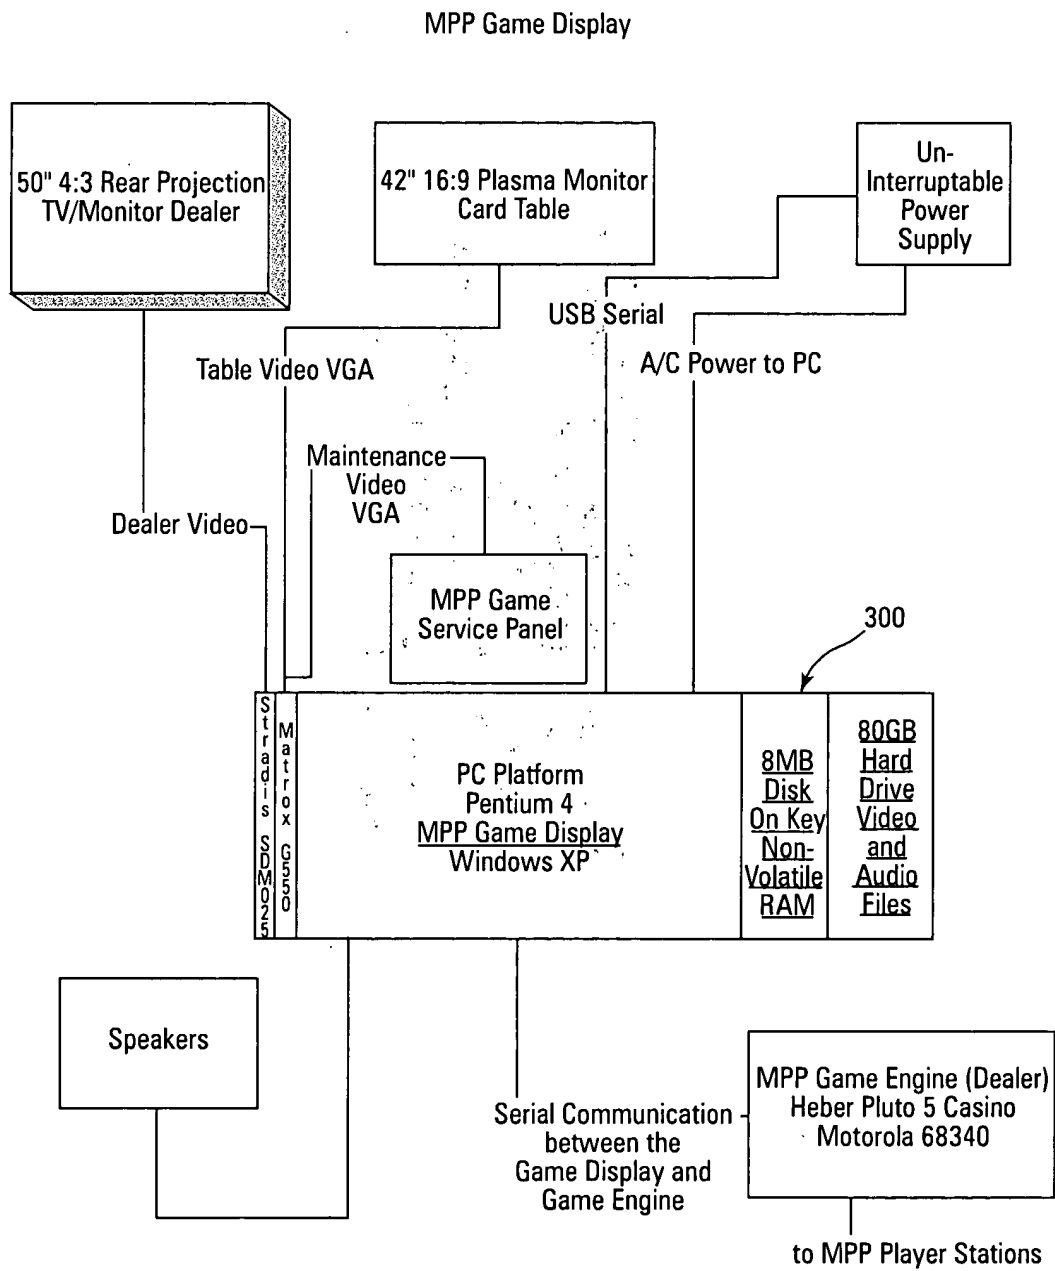 MPP Game Display
50" 4:3 Rear Projection
TV/Monitor Dealer
42" 16:9 Plasma Monitor
Card Table
Un-
Interruptable
Power
Supply
USB Serial
Table Video VGA
A/C Power to PC
Maintenance
Video
VGA
Dealer Video
MPP Game
Service Panel
300
Stradis SDM025
Matrox G550
PC Platform
Pentium 4
MPP Game Display
Windows XP
8MB
Disk
On Key
Non-
Volatile
RAM
80GB
Hard
Drive
Video
and
Audio
Files
Speakers
Serial Communication
between the
Game Display and
Game Engine
MPP Game Engine (Dealer)
Heber Pluto 5 Casino
Motorola 68340
to MPP Player Stations